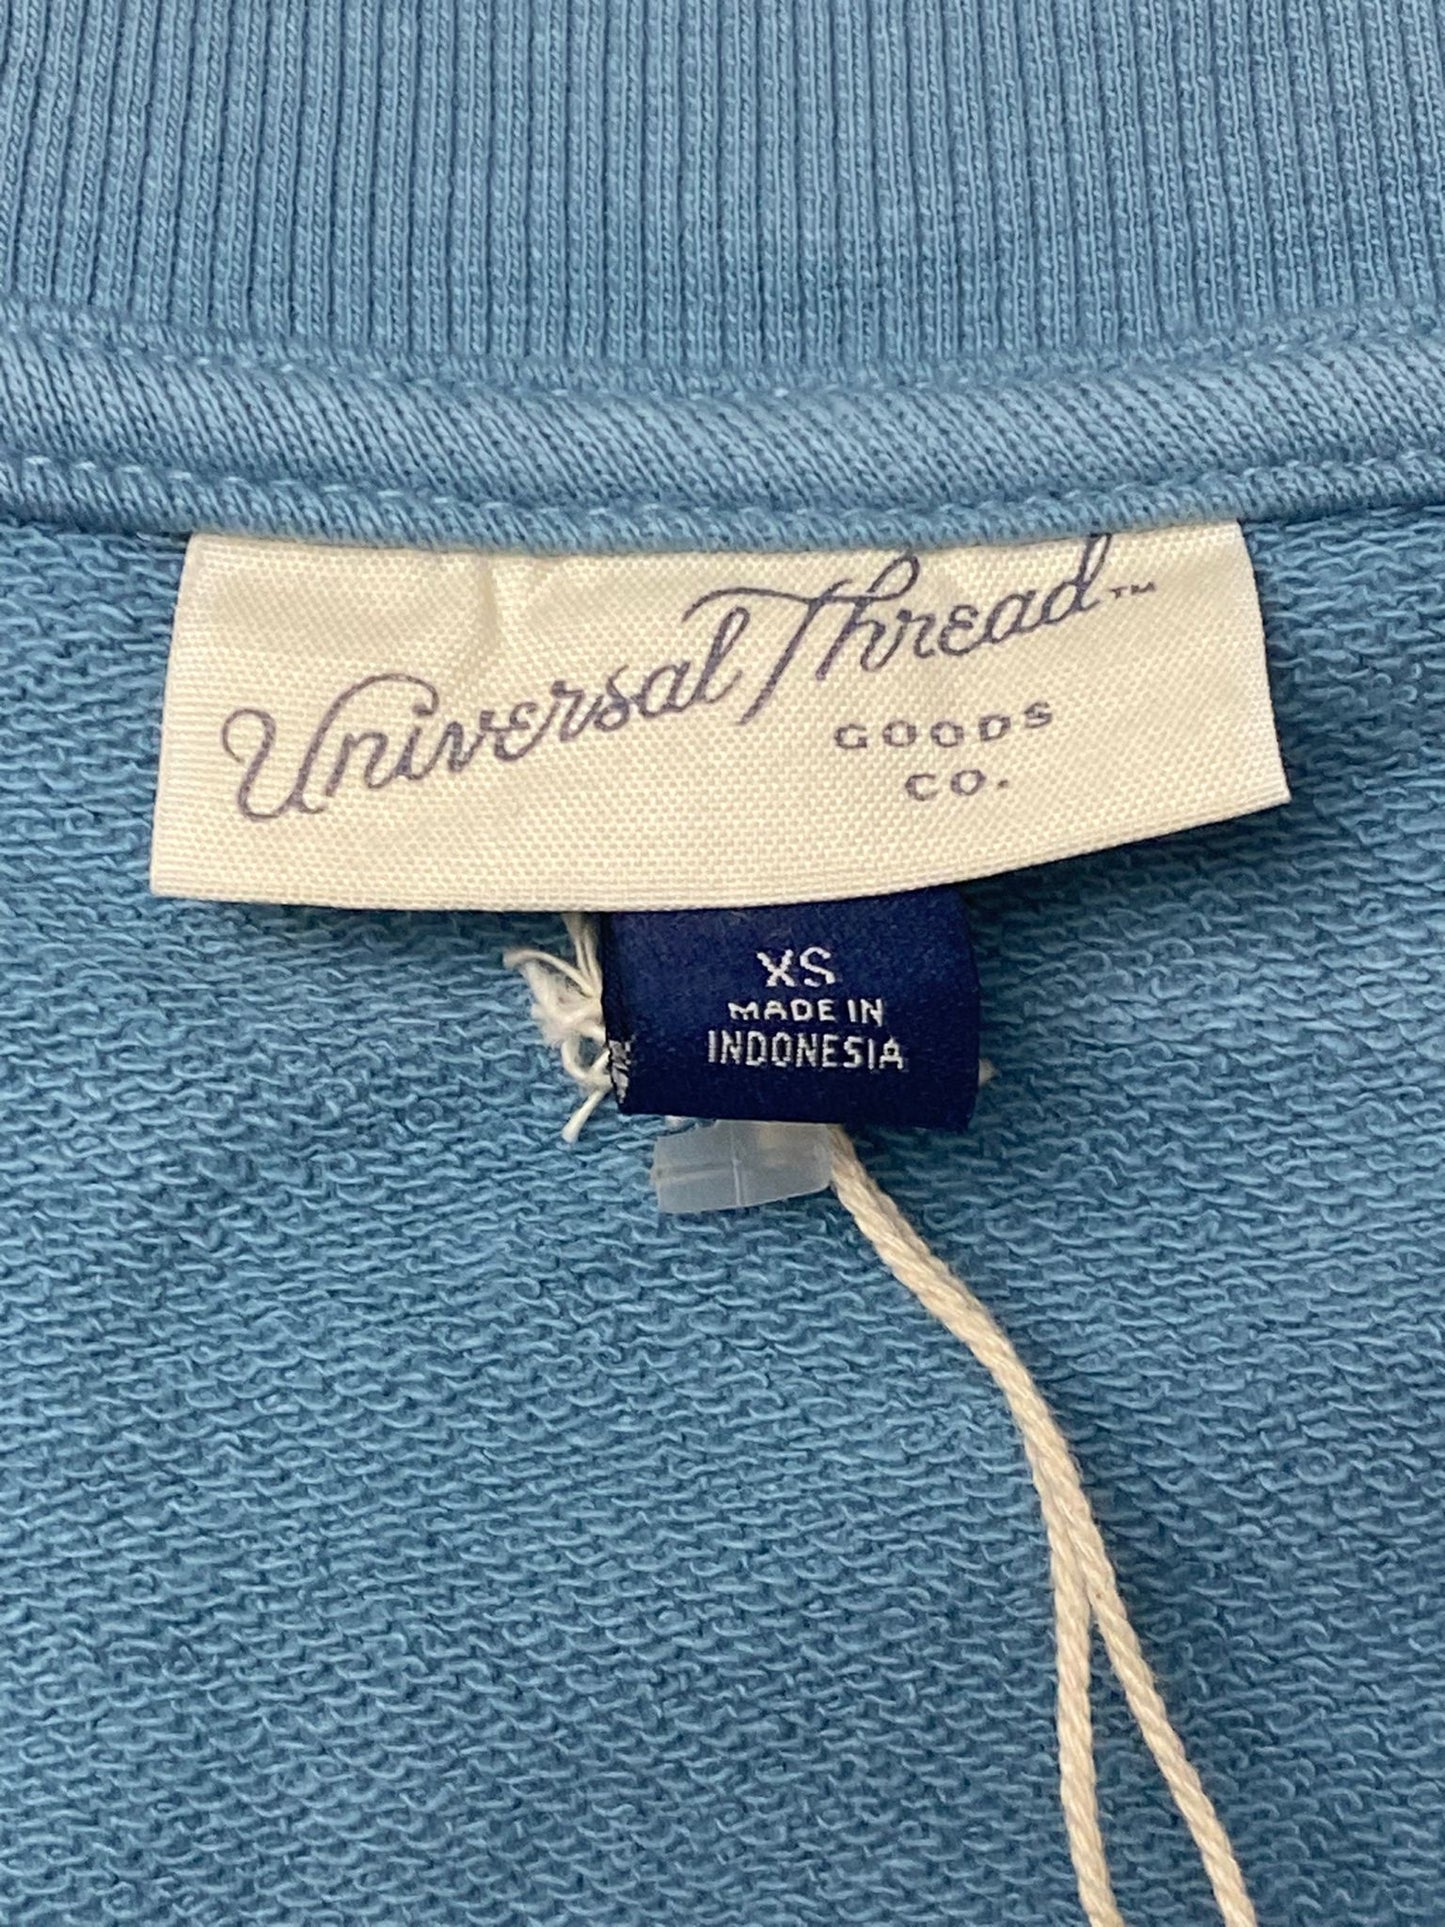 Universal Thread™
GOODS
CO.
XS
MADE IN
INDONESIA